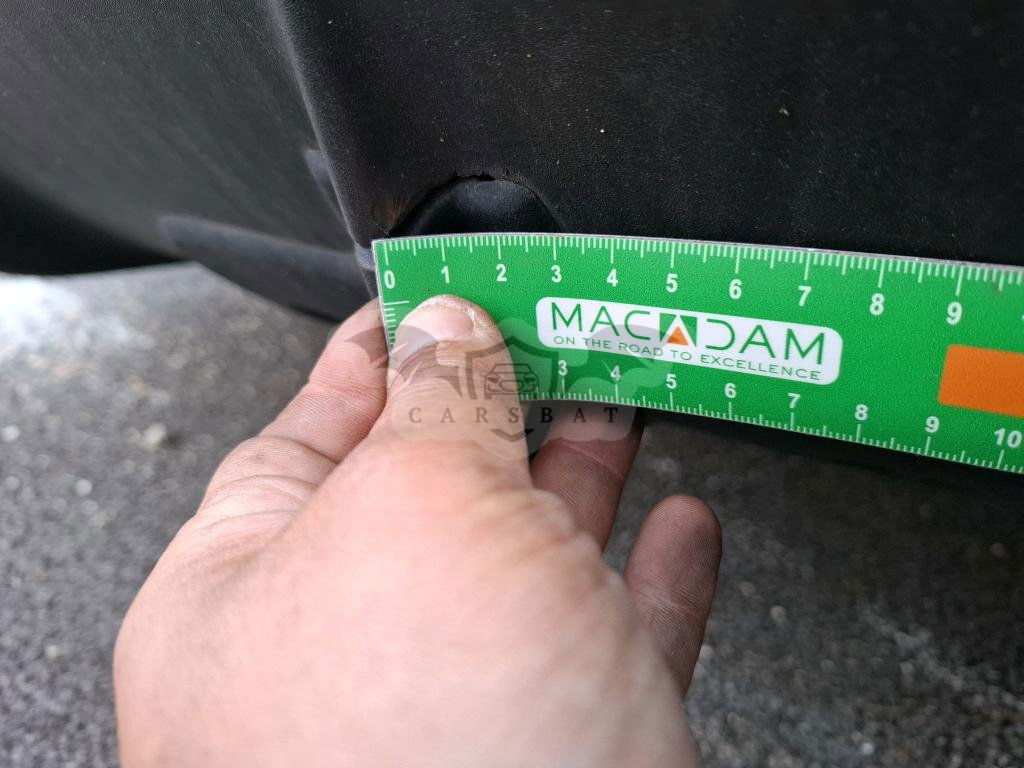 0 1 2 3 4 5 6 7 8 9
MACADAM
ON THE ROAD TO EXCELLENCE
3 4 5 6 7 8 9 10
CARSBAT